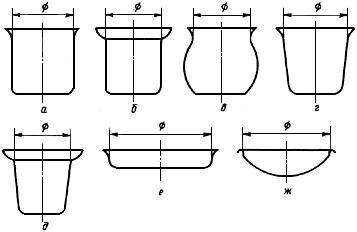 ϕ ϕ ϕ ϕ
а б в г
ϕ ϕ ϕ
д е ж